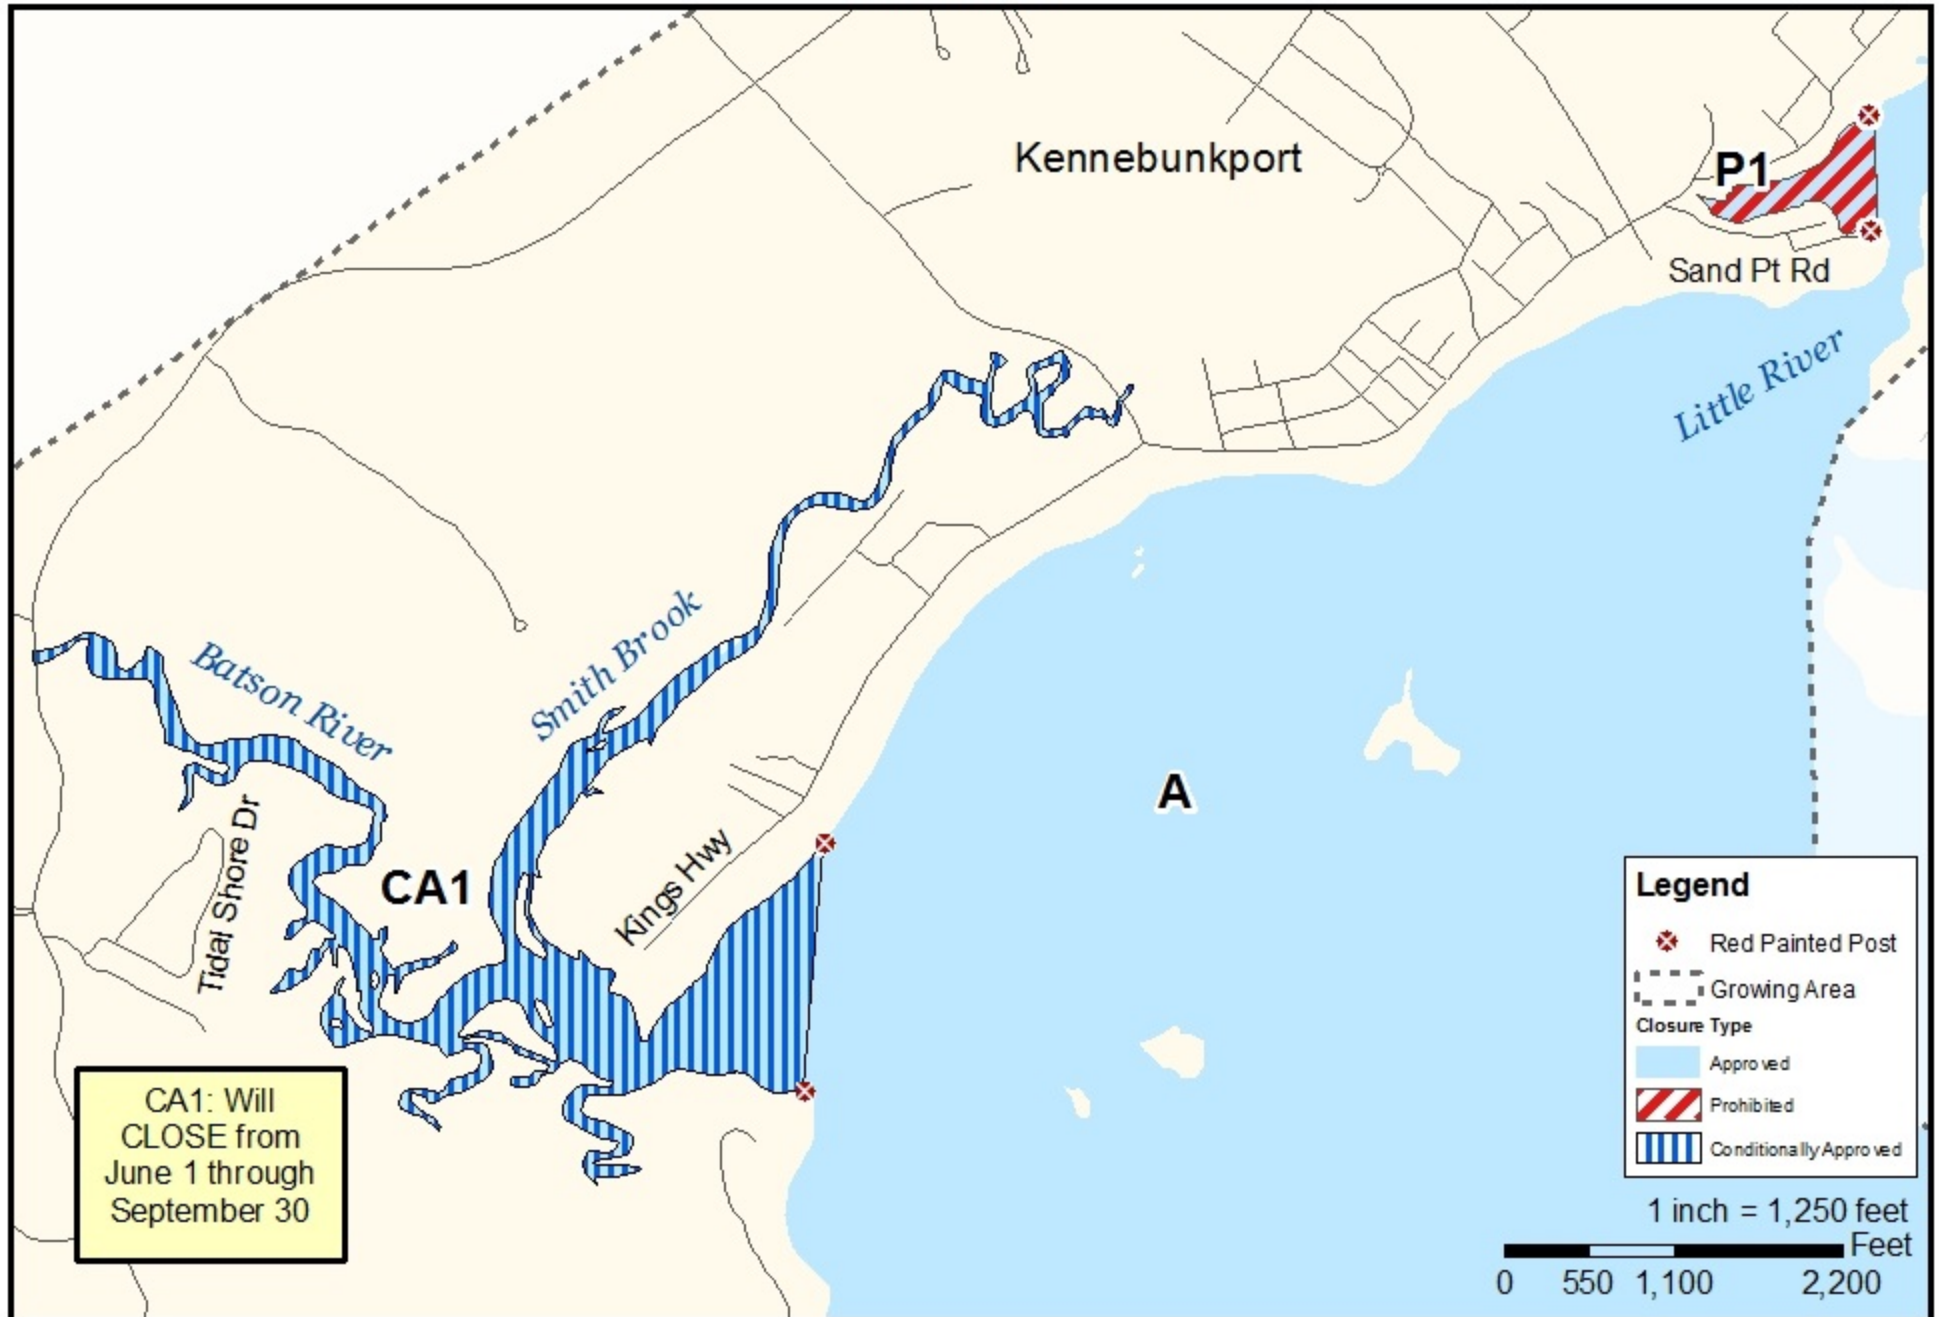 Kennebunkport
P1
Sand Pt Rd
Little River
Smith Brook
Batson River
A
Tidal Shore Dr
CA1
Kings Hwy
CA1: Will
CLOSE from
June 1 through
September 30
Legend
Red Painted Post
Growing Area
Closure Type
Approved
Prohibited
Conditionally Approved
1 inch = 1,250 feet
Feet
0 550 1,100 2,200